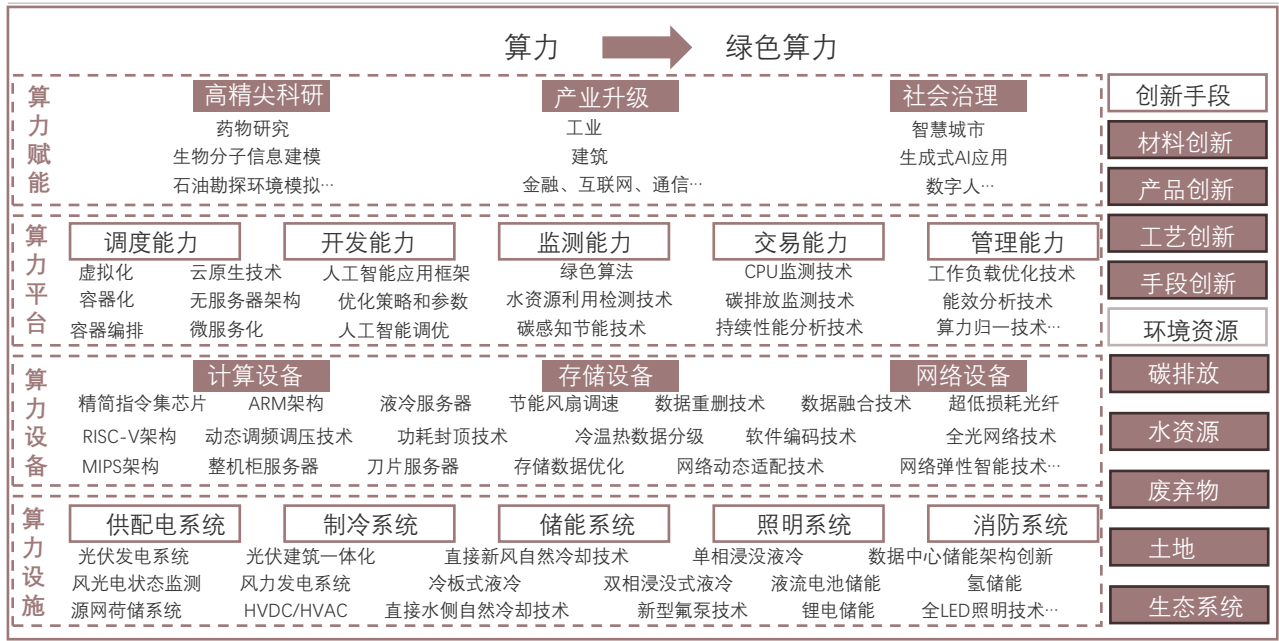 算力 绿色算力
算力赋能
高精尖科研 产业升级 社会治理
药物研究 工业 智慧城市
生物分子信息建模 建筑 生成式AI应用
石油勘探环境模拟… 金融、互联网、通信… 数字人…
算力平台
调度能力 开发能力 监测能力 交易能力 管理能力
虚拟化 云原生技术 人工智能应用框架 绿色算法 CPU监测技术 工作负载优化技术
容器化 无服务器架构 优化策略和参数 水资源利用检测技术 碳排放监测技术 能效分析技术
容器编排 微服务化 人工智能调优 碳感知节能技术 持续性能分析技术 算力归一技术…
算力设备
计算设备 存储设备 网络设备
精简指令集芯片 ARM架构 液冷服务器 节能风扇调速 数据重删技术 数据融合技术 超低损耗光纤
RISC-V架构 动态调频调压技术 功耗封顶技术 冷温热数据分级 软件编码技术 全光网络技术
MIPS架构 整机柜服务器 刀片服务器 存储数据优化 网络动态适配技术 网络弹性智能技术…
算力设施
供配电系统 制冷系统 储能系统 照明系统 消防系统
光伏发电系统 光伏建筑一体化 直接新风自然冷却技术 单相浸没液冷 数据中心储能架构创新
风光电状态监测 风力发电系统 冷板式液冷 双相浸没式液冷 液流电池储能 氢储能
源网荷储系统 HVDC/HVAC 直接水侧自然冷却技术 新型氟泵技术 锂电储能 全LED照明技术…
创新手段
材料创新
产品创新
工艺创新
手段创新
环境资源
碳排放
水资源
废弃物
土地
生态系统